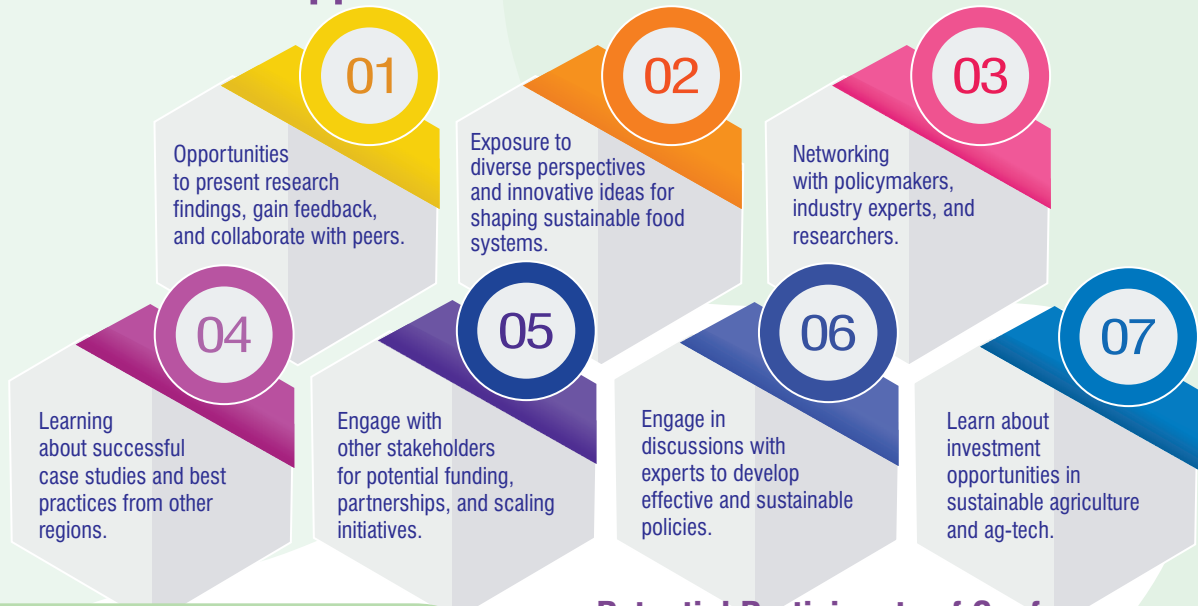 01
Opportunities
to present research
findings, gain feedback,
and collaborate with peers.
02
Exposure to
diverse perspectives
and innovative ideas for
shaping sustainable food
systems.
03
Networking
with policymakers,
industry experts, and
researchers.
04
Learning
about successful
case studies and best
practices from other
regions.
05
Engage with
other stakeholders
for potential funding,
partnerships, and scaling
initiatives.
06
Engage in
discussions with
experts to develop
effective and sustainable
policies.
07
Learn about
investment
opportunities in
sustainable agriculture
and ag-tech.